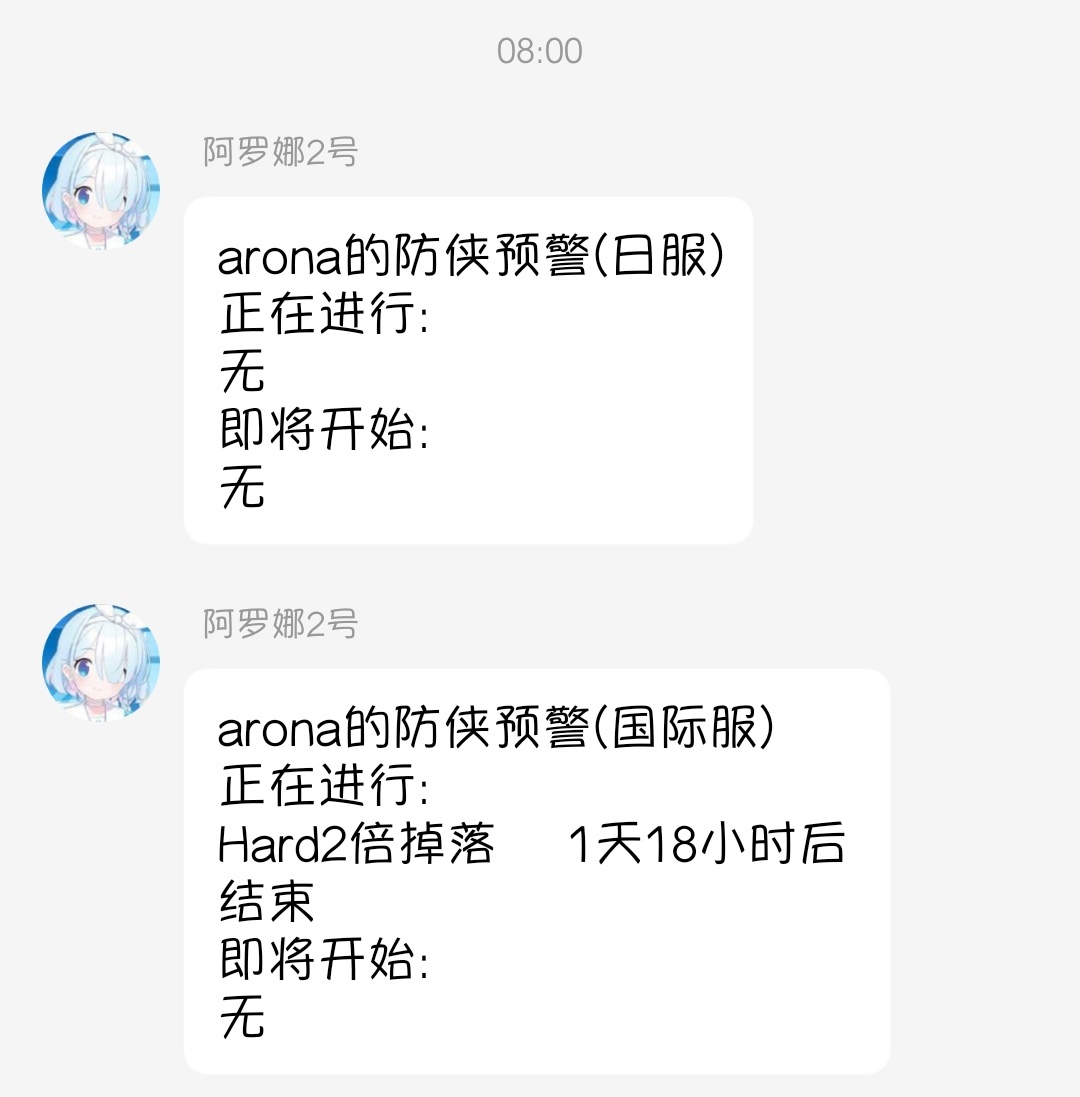 08:00
阿罗娜2号
arona的防侠预警(日服)
正在进行:
无
即将开始:
无
阿罗娜2号
arona的防侠预警(国际服)
正在进行:
Hard2倍掉落 1天18小时后
结束
即将开始:
无